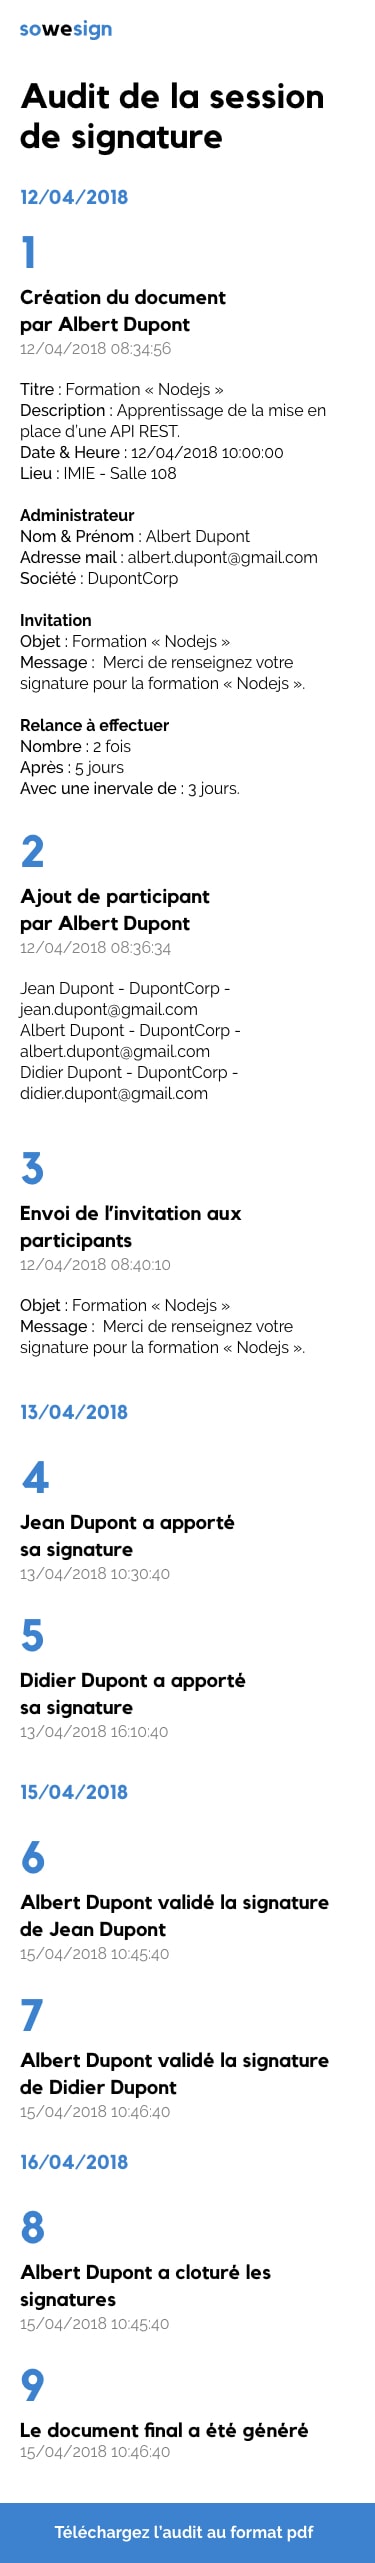 sowesign
Audit de la session
de signature
12/04/2018
1
Création du document
par Albert Dupont
12/04/2018 08:34:56
Titre : Formation « Nodejs »
Description : Apprentissage de la mise en
place d'une API REST.
Date & Heure : 12/04/2018 10:00:00
Lieu : IMIE - Salle 108
Administrateur
Nom & Prénom : Albert Dupont
Adresse mail : albert.dupont@gmail.com
Société : DupontCorp
Invitation
Objet : Formation « Nodejs »
Message :  Merci de renseignez votre
signature pour la formation « Nodejs ».
Relance à effectuer
Nombre : 2 fois
Après : 5 jours
Avec une inervale de : 3 jours.
2
Ajout de participant
par Albert Dupont
12/04/2018 08:36:34
Jean Dupont - DupontCorp -
jean.dupont@gmail.com
Albert Dupont - DupontCorp -
albert.dupont@gmail.com
Didier Dupont - DupontCorp -
didier.dupont@gmail.com
3
Envoi de l'invitation aux
participants
12/04/2018 08:40:10
Objet : Formation « Nodejs »
Message :  Merci de renseignez votre
signature pour la formation « Nodejs ».
13/04/2018
4
Jean Dupont a apporté
sa signature
13/04/2018 10:30:40
5
Didier Dupont a apporté
sa signature
13/04/2018 16:10:40
15/04/2018
6
Albert Dupont validé la signature
de Jean Dupont
15/04/2018 10:45:40
7
Albert Dupont validé la signature
de Didier Dupont
15/04/2018 10:46:40
16/04/2018
8
Albert Dupont a cloturé les
signatures
15/04/2018 10:45:40
9
Le document final a été généré
15/04/2018 10:46:40
Téléchargez l'audit au format pdf